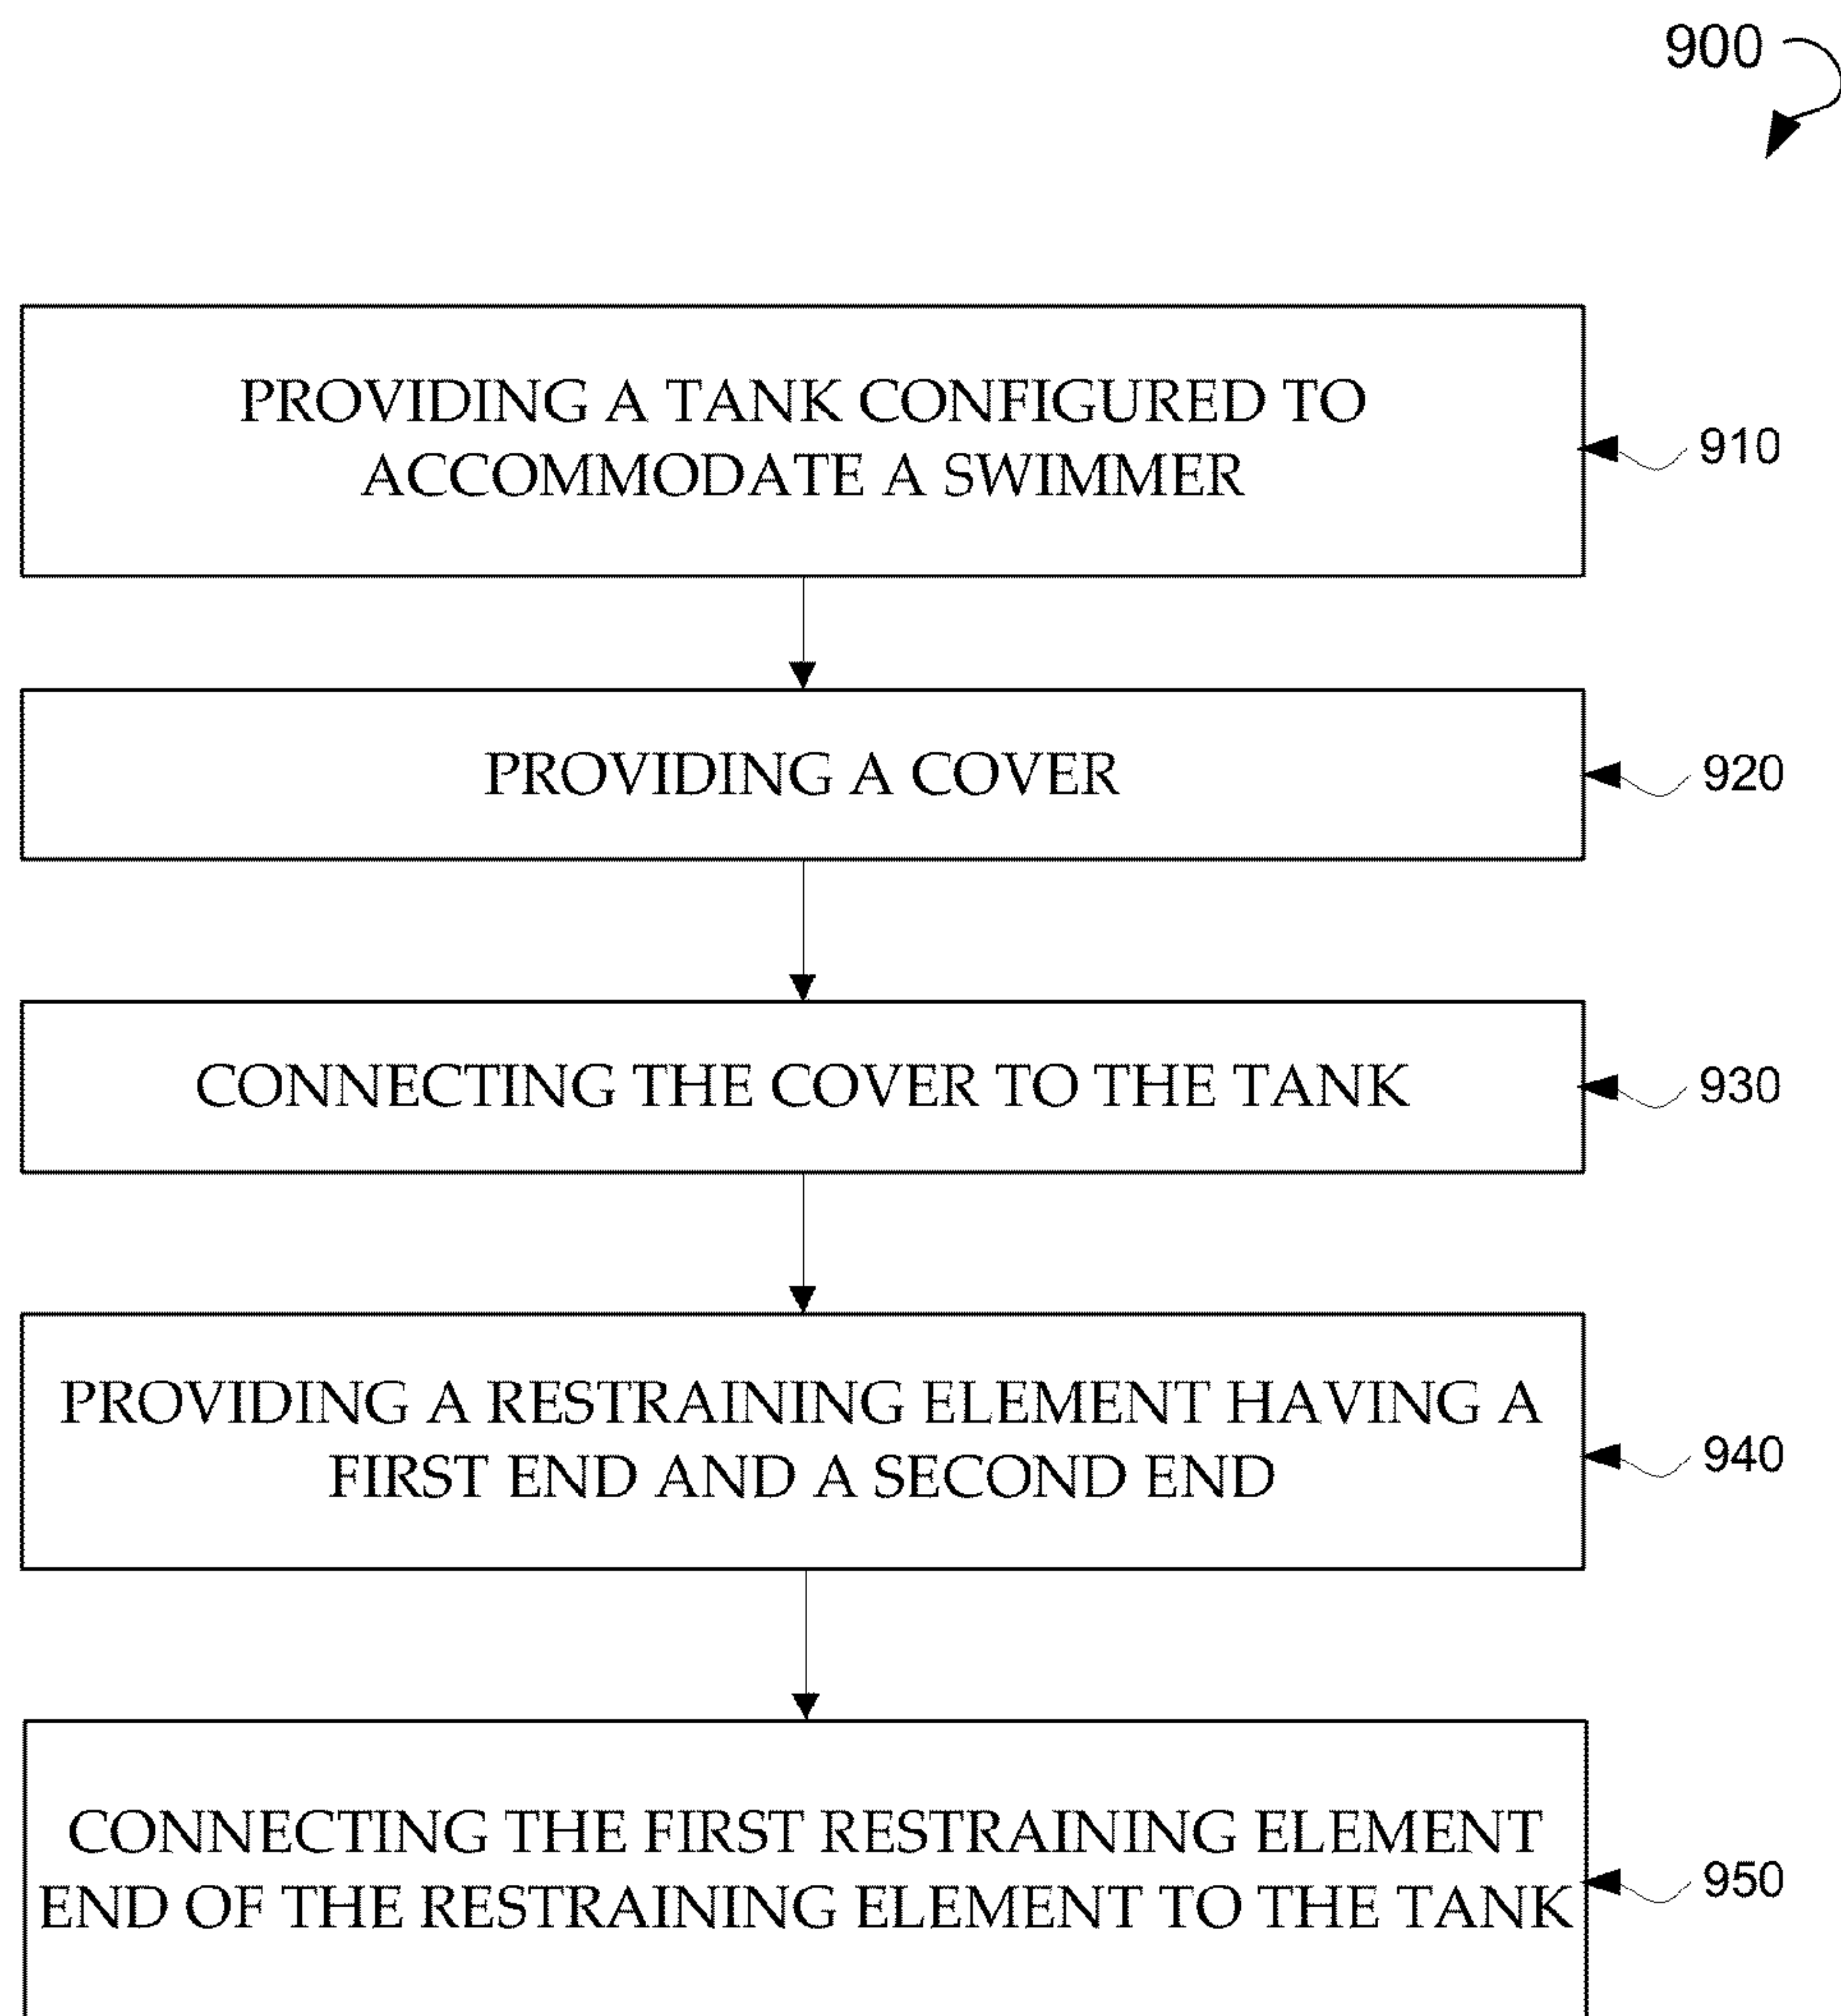 900
PROVIDING A TANK CONFIGURED TO
ACCOMMODATE A SWIMMER
910
PROVIDING A COVER
920
CONNECTING THE COVER TO THE TANK
930
PROVIDING A RESTRAINING ELEMENT HAVING A
FIRST END AND A SECOND END
940
CONNECTING THE FIRST RESTRAINING ELEMENT
END OF THE RESTRAINING ELEMENT TO THE TANK
950